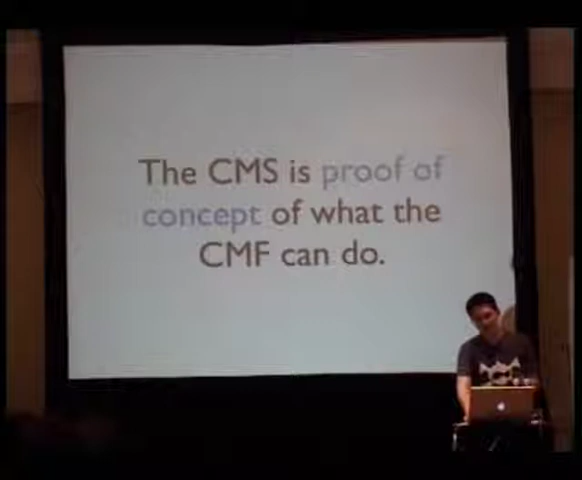 The CMS is proof of
concept of what the
CMF can do.